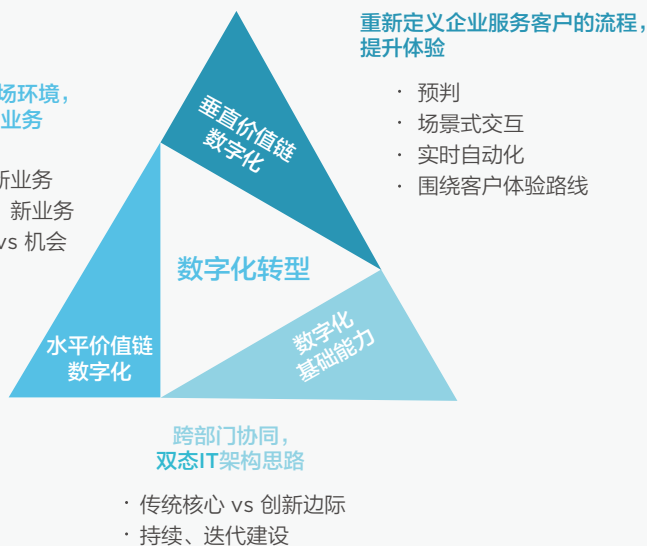 重新定义企业服务客户的流程，
提升体验
· 预判
· 场景式交互
· 实时自动化
· 围绕客户体验路线
场环境，
业务
新业务
新业务
vs 机会
垂直价值链
数字化
数字化转型
水平价值链
数字化
数字化
基础能力
跨部门协同，
双态IT架构思路
· 传统核心 vs 创新边际
· 持续、迭代建设